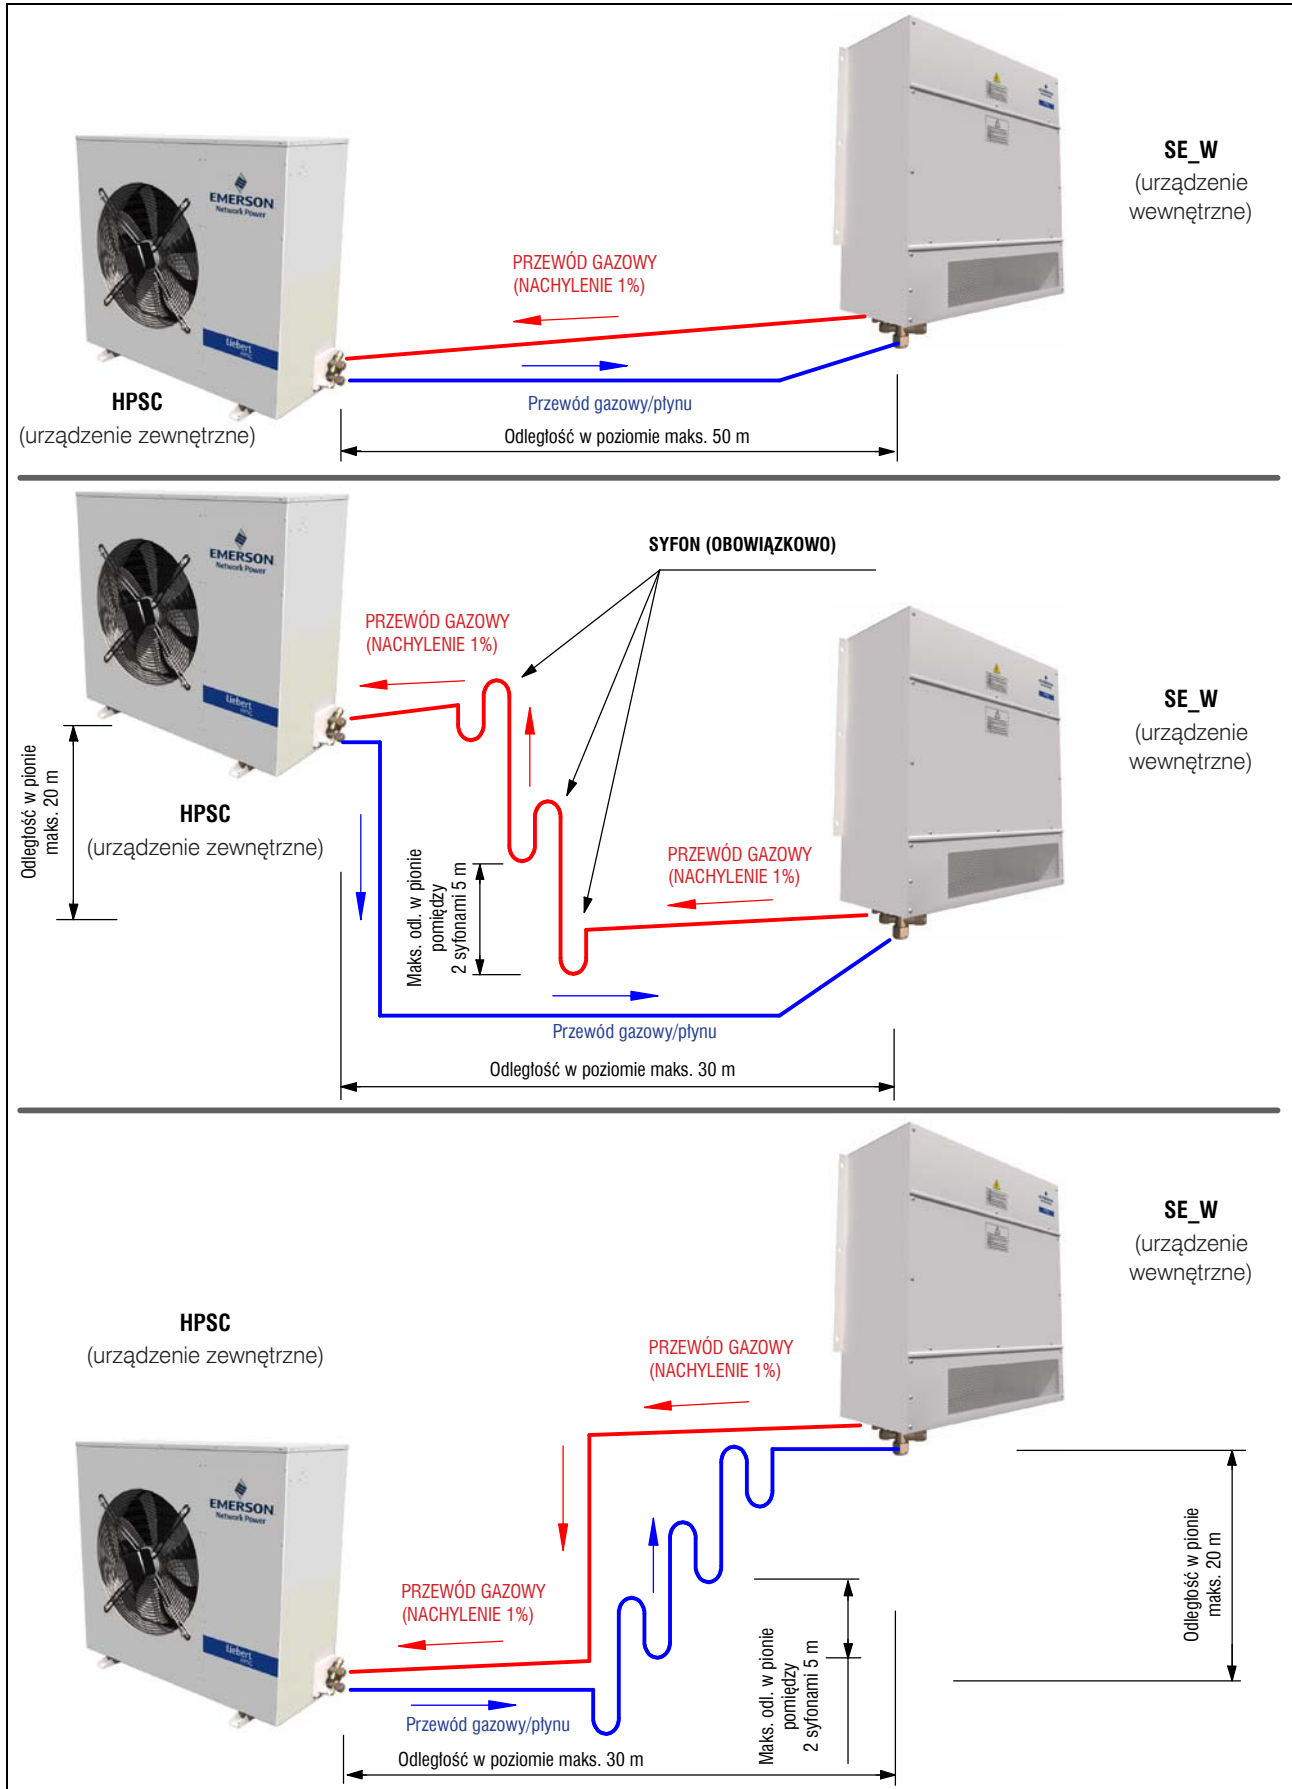 EMERSON
Network Power
Liebert
HPSC
HPSC
(urządzenie zewnętrzne)
PRZEWÓD GAZOWY
(NACHYLENIE 1%)
Przewód gazowy/płynu
Odległość w poziomie maks. 50 m
SE_W
(urządzenie
wewnętrzne)
EMERSON
Network Power
Liebert
HPSC
SYFON (OBOWIĄZKOWO)
PRZEWÓD GAZOWY
(NACHYLENIE 1%)
SE_W
(urządzenie
wewnętrzne)
Odległość w pionie
maks. 20 m
HPSC
(urządzenie zewnętrzne)
Maks. odl. w pionie
pomiędzy
2 syfonami 5 m
PRZEWÓD GAZOWY
(NACHYLENIE 1%)
Przewód gazowy/płynu
Odległość w poziomie maks. 30 m
SE_W
(urządzenie
wewnętrzne)
HPSC
(urządzenie zewnętrzne)
PRZEWÓD GAZOWY
(NACHYLENIE 1%)
EMERSON
Network Power
Liebert
HPSC
PRZEWÓD GAZOWY
(NACHYLENIE 1%)
Przewód gazowy/płynu
Maks. odl. w pionie
pomiędzy
2 syfonami 5 m
Odległość w pionie
maks. 20 m
Odległość w poziomie maks. 30 m